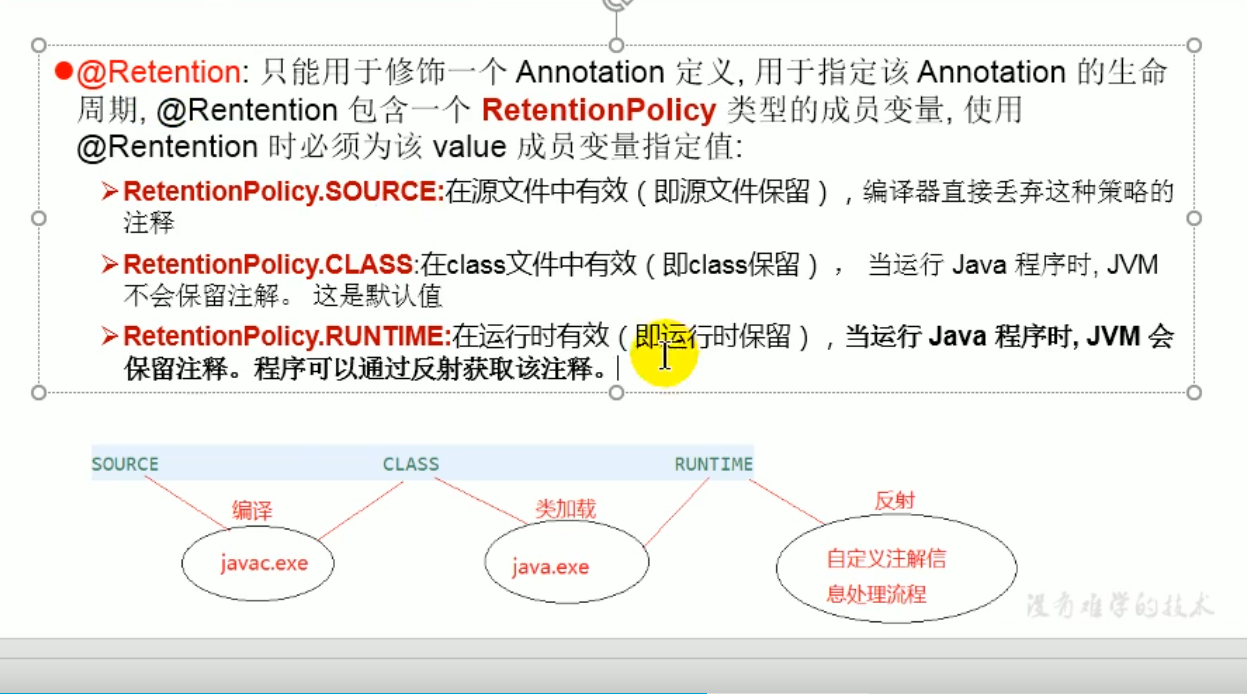 @Retention: 只能用于修饰一个 Annotation 定义, 用于指定该 Annotation 的生命
周期, @Rentention 包含一个 RetentionPolicy 类型的成员变量, 使用
@Rentention 时必须为该 value 成员变量指定值:
RetentionPolicy.SOURCE:在源文件中有效（即源文件保留）, 编译器直接丢弃这种策略的
注释
RetentionPolicy.CLASS:在class文件中有效（即class保留）, 当运行 Java 程序时, JVM
不会保留注解。 这是默认值
RetentionPolicy.RUNTIME:在运行时有效（即运行时保留）, 当运行 Java 程序时, JVM 会
保留注释。程序可以通过反射获取该注释。
SOURCE CLASS RUNTIME
编译 类加载 反射
javac.exe java.exe 自定义注解信
息处理流程
没有难学的技术